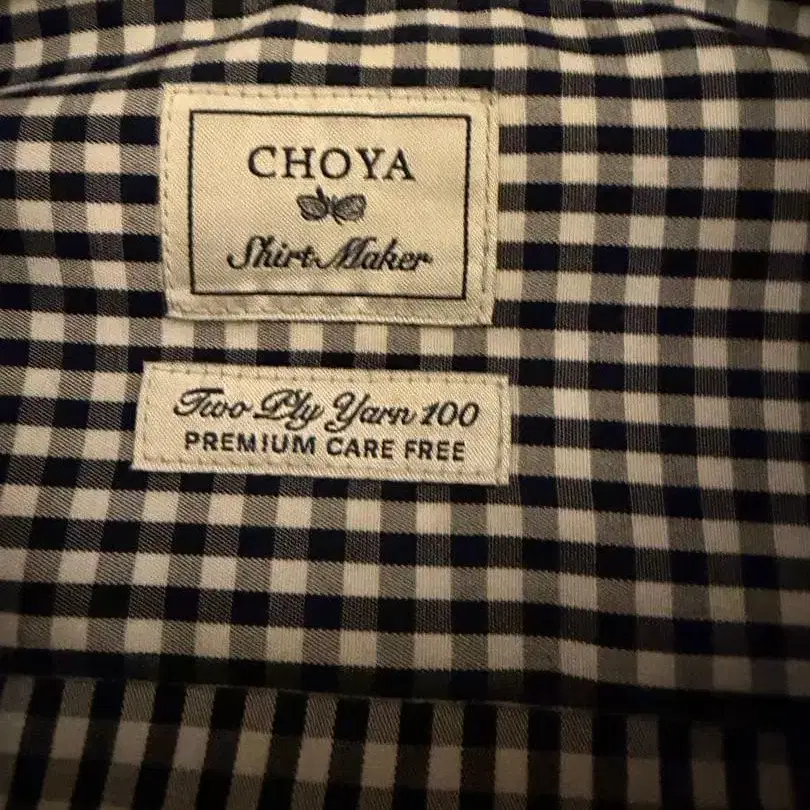 CHOYA
Shirt Maker
Two Ply Yarn 100
PREMIUM CARE FREE